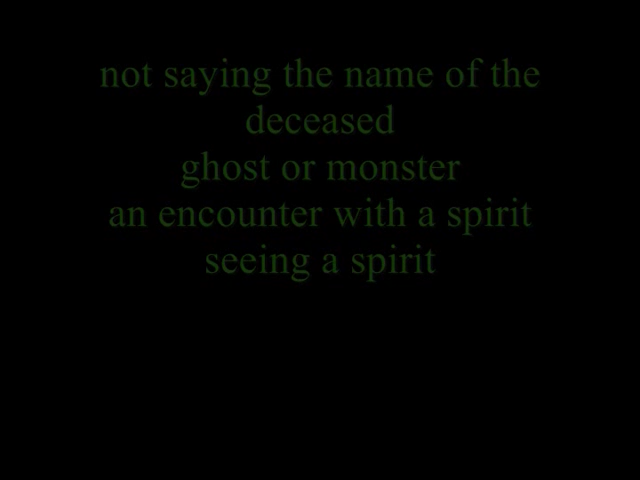 not saying the name of the
deceased
ghost or monster
an encounter with a spirit
seeing a spirit